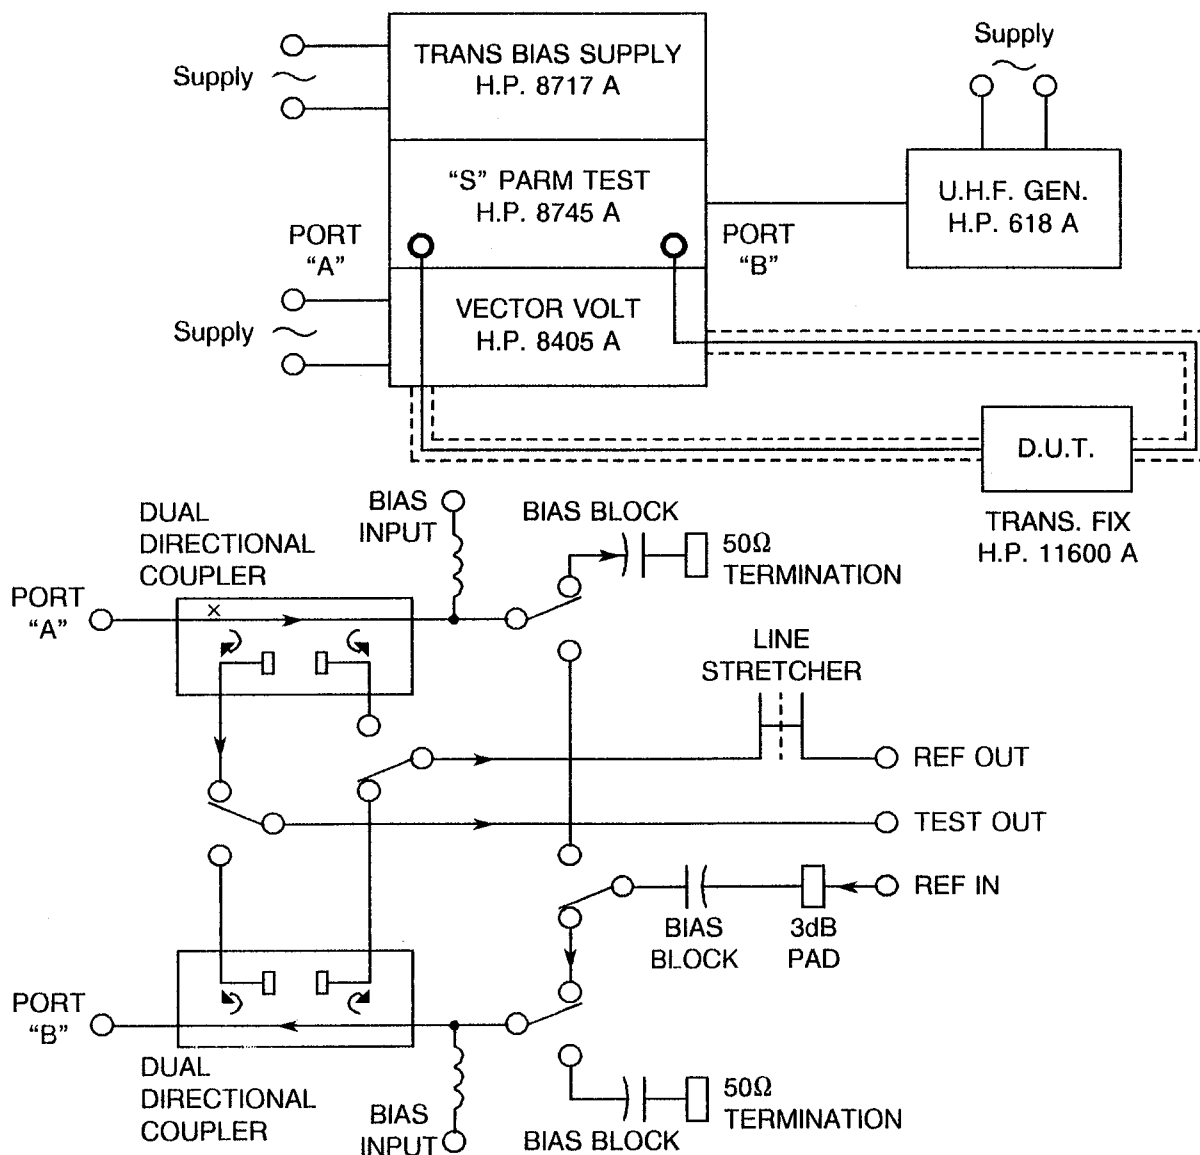 Supply
TRANS BIAS SUPPLY
H.P. 8717 A
Supply
"S" PARM TEST
H.P. 8745 A
U.H.F. GEN.
H.P. 618 A
PORT
"A"
PORT
"B"
Supply
VECTOR VOLT
H.P. 8405 A
D.U.T.
TRANS. FIX
H.P. 11600 A
DUAL
DIRECTIONAL
COUPLER
BIAS
INPUT
BIAS BLOCK
50Ω
TERMINATION
PORT
"A"
×
LINE
STRETCHER
REF OUT
TEST OUT
REF IN
BIAS
BLOCK
3dB
PAD
PORT
"B"
DUAL
DIRECTIONAL
COUPLER
BIAS
INPUT
BIAS BLOCK
50Ω
TERMINATION